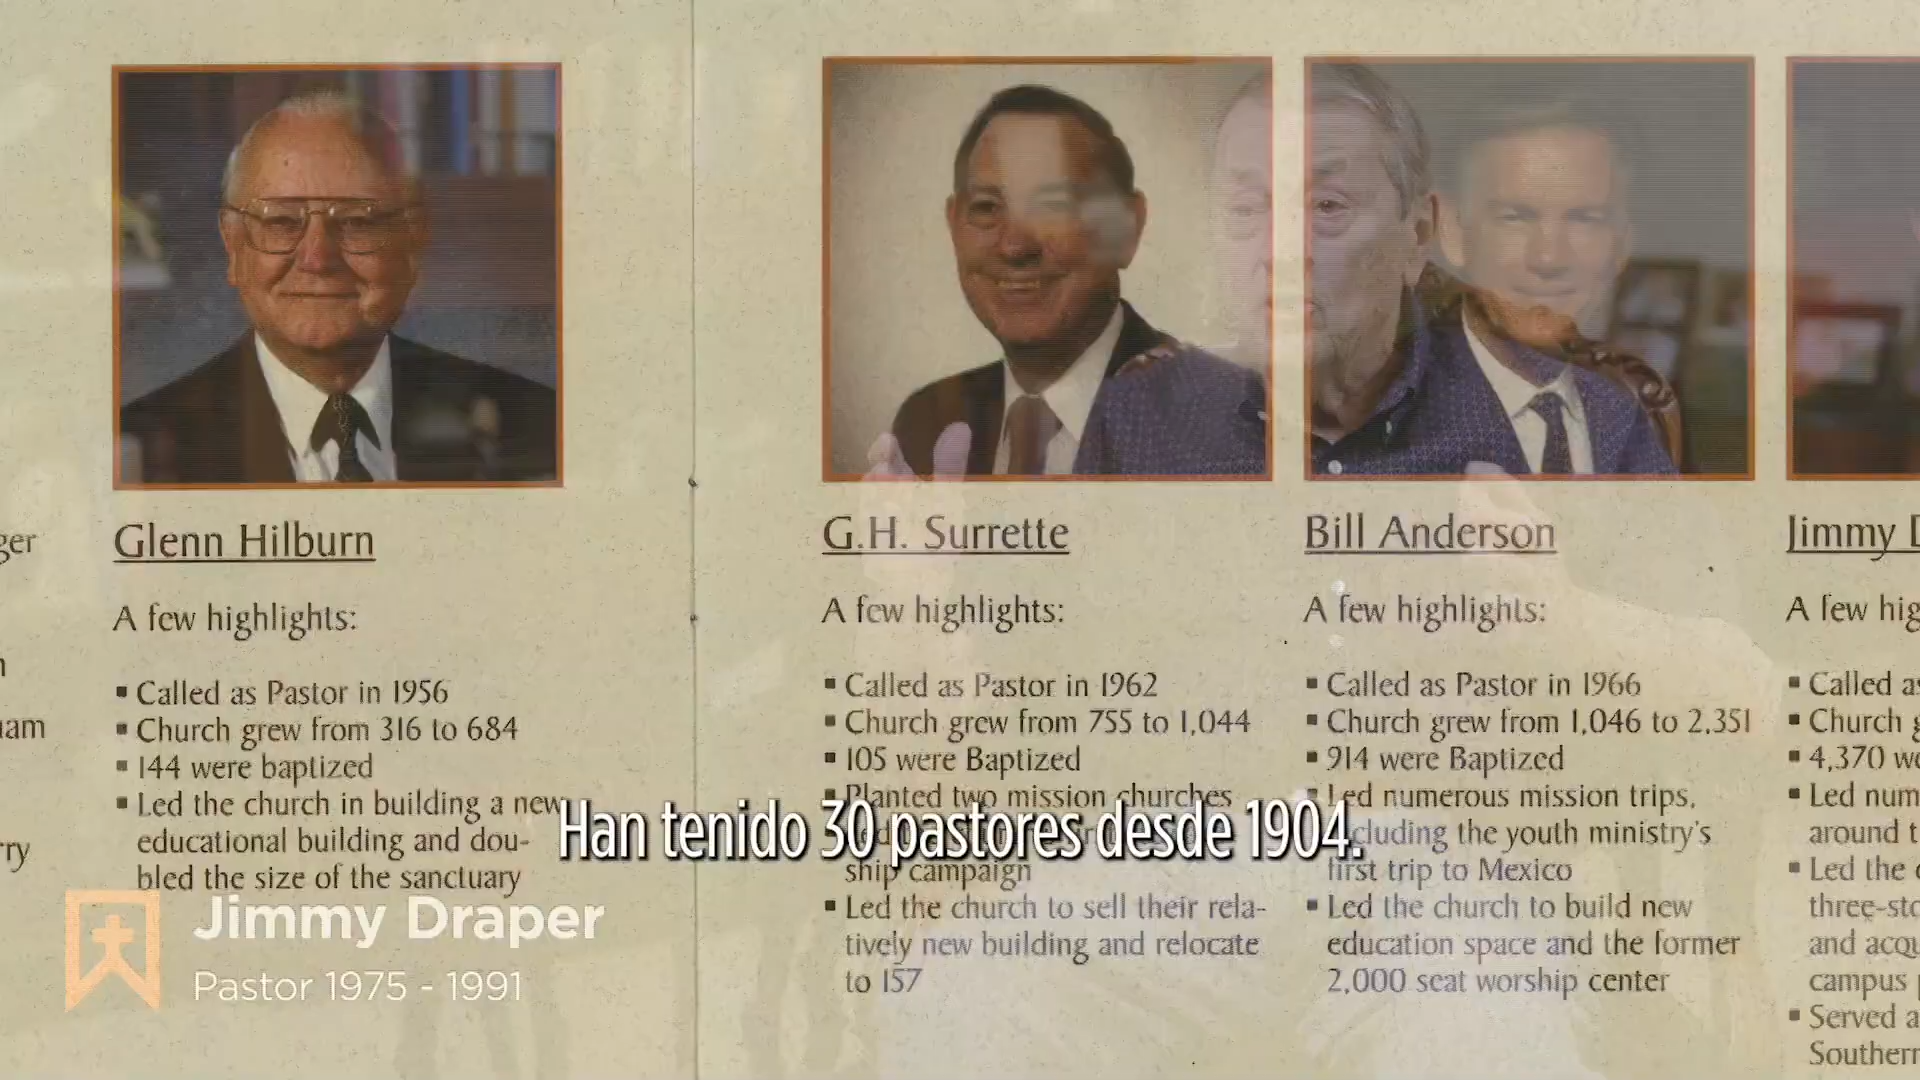 ger
am
ry
Glenn Hilburn
A few highlights:
▪ Called as Pastor in 1956
▪ Church grew from 316 to 684
▪ 144 were baptized
▪ Led the church in building a new
educational building and dou-
bled the size of the sanctuary
G.H. Surrette
A few highlights:
▪ Called as Pastor in 1962
▪ Church grew from 755 to 1,044
▪ 105 were Baptized
▪ Planted two mission churches
ship campaign
▪ Led the church to sell their rela-
tively new building and relocate
to 157
Bill Anderson
A few highlights:
▪ Called as Pastor in 1966
▪ Church grew from 1,046 to 2,351
▪ 914 were Baptized
▪ Led numerous mission trips,
the youth ministry's
first trip to Mexico
▪ Led the church to build new
education space and the former
2,000 seat worship center
Jimmy
A few hig
▪ Called as
▪ Church g
▪ 4,370 we
▪ Led num
around t
▪ Led the
three-sto
and acqu
campus
▪ Served a
Southern
Han tenido 30 pastores desde 1904.
Jimmy Draper
Pastor 1975 - 1991